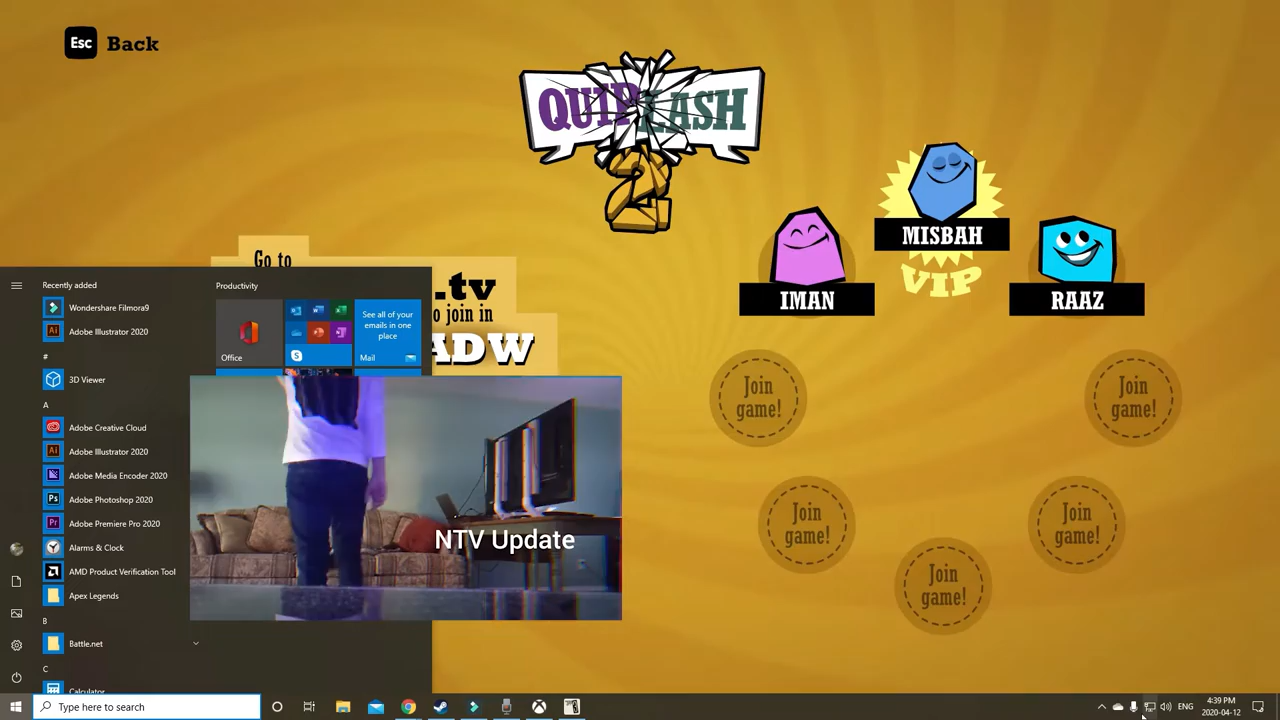 Esc Back
QUIPLASH
2
IMAN
MISBAH
VIP
RAAZ
Go to
.tv
o join in
ADW
Join
game!
Join
game!
Join
game!
Join
game!
Join
game!
Recently added
Wondershare Filmora9
Ai Adobe Illustrator 2020
#
3D Viewer
A
Adobe Creative Cloud
Ai Adobe Illustrator 2020
Adobe Media Encoder 2020
Ps Adobe Photoshop 2020
Pr Adobe Premiere Pro 2020
Alarms & Clock
AMD Product Verification Tool
Apex Legends
B
Battle.net
C
Calculator
Productivity
Office
See all of your
emails in one
place
Mail
NTV Update
Type here to search
ENG
4:39 PM
2020-04-12